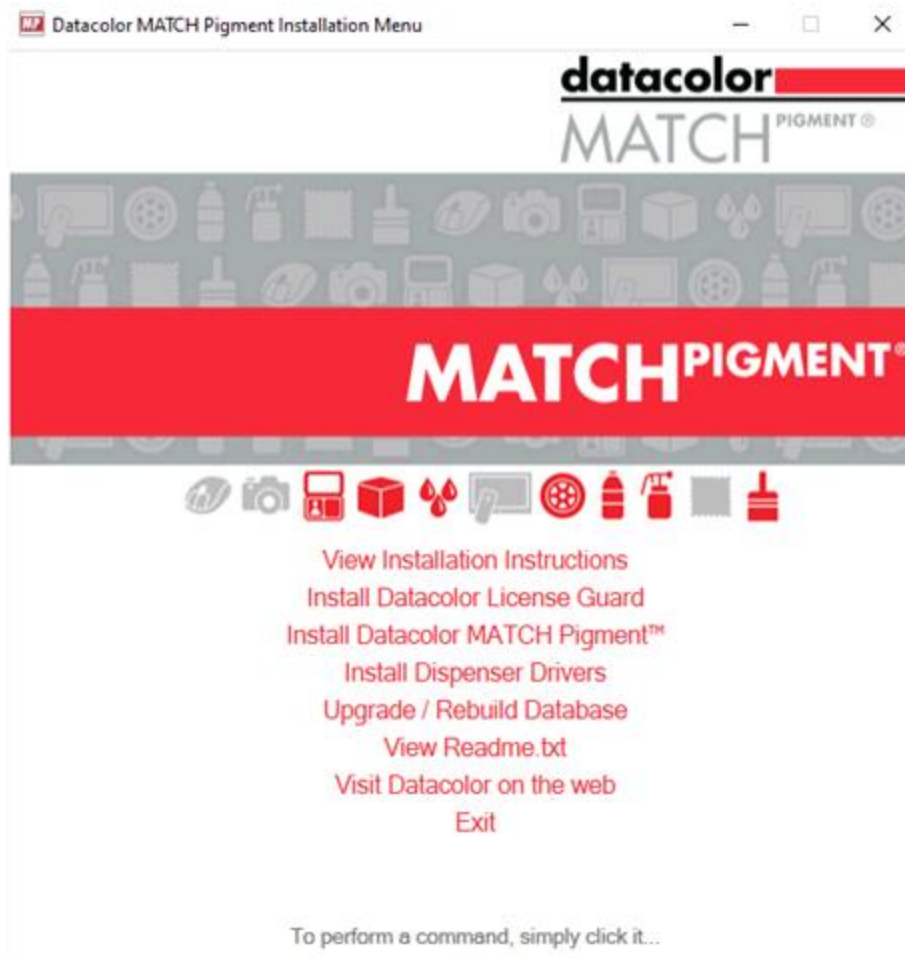 MP Datacolor MATCH Pigment Installation Menu
datacolor
MATCH PIGMENT ®
MATCHPIGMENT®
View Installation Instructions
Install Datacolor License Guard
Install Datacolor MATCH Pigment™
Install Dispenser Drivers
Upgrade / Rebuild Database
View Readme.txt
Visit Datacolor on the web
Exit
To perform a command, simply click it...